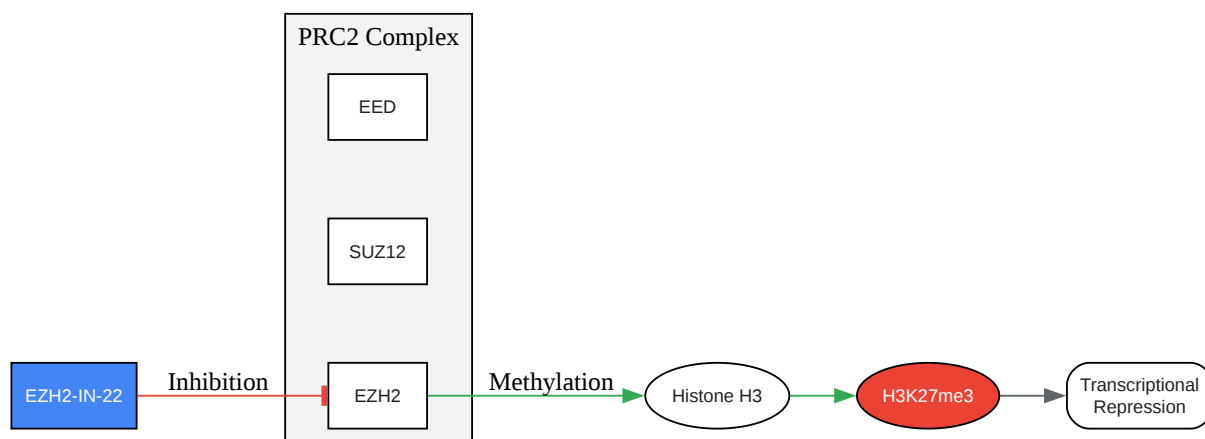 PRC2 Complex
EED
SUZ12
EZH2-IN-22
Inhibition
EZH2
Methylation
Histone H3
H3K27me3
Transcriptional
Repression